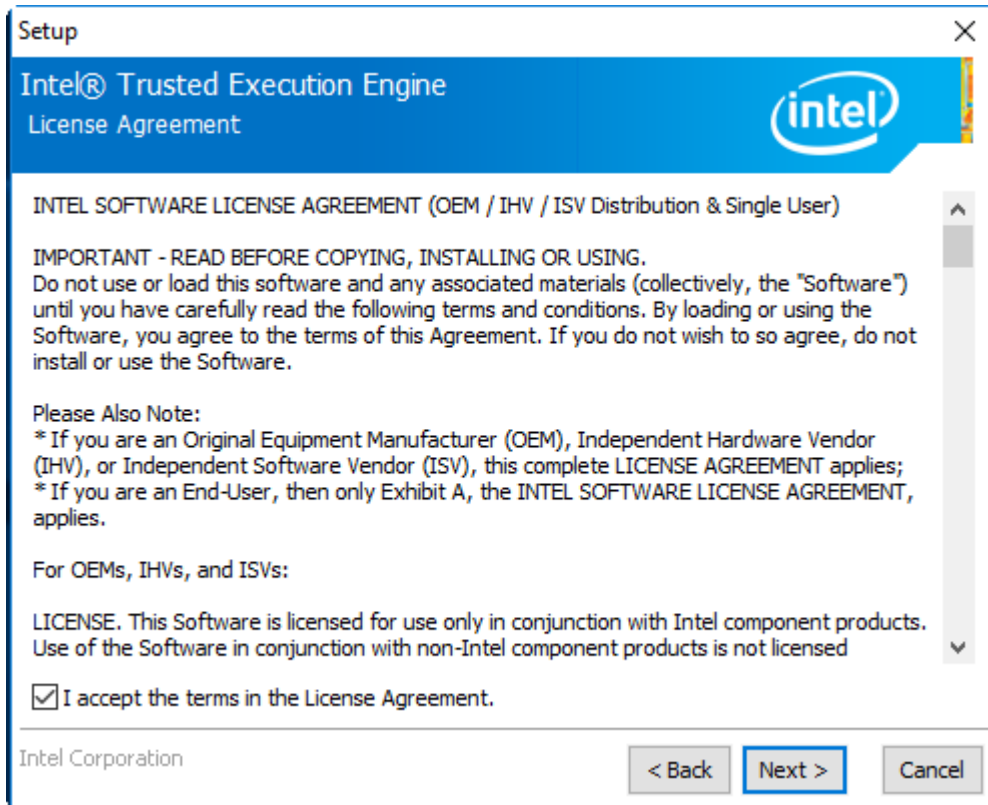 Setup
Intel® Trusted Execution Engine
License Agreement
intel
INTEL SOFTWARE LICENSE AGREEMENT (OEM / IHV / ISV Distribution & Single User)
IMPORTANT - READ BEFORE COPYING, INSTALLING OR USING.
Do not use or load this software and any associated materials (collectively, the "Software")
until you have carefully read the following terms and conditions. By loading or using the
Software, you agree to the terms of this Agreement. If you do not wish to so agree, do not
install or use the Software.
Please Also Note:
* If you are an Original Equipment Manufacturer (OEM), Independent Hardware Vendor
(IHV), or Independent Software Vendor (ISV), this complete LICENSE AGREEMENT applies;
* If you are an End-User, then only Exhibit A, the INTEL SOFTWARE LICENSE AGREEMENT,
applies.
For OEMs, IHVs, and ISVs:
LICENSE. This Software is licensed for use only in conjunction with Intel component products.
Use of the Software in conjunction with non-Intel component products is not licensed
I accept the terms in the License Agreement.
Intel Corporation
< Back
Next >
Cancel